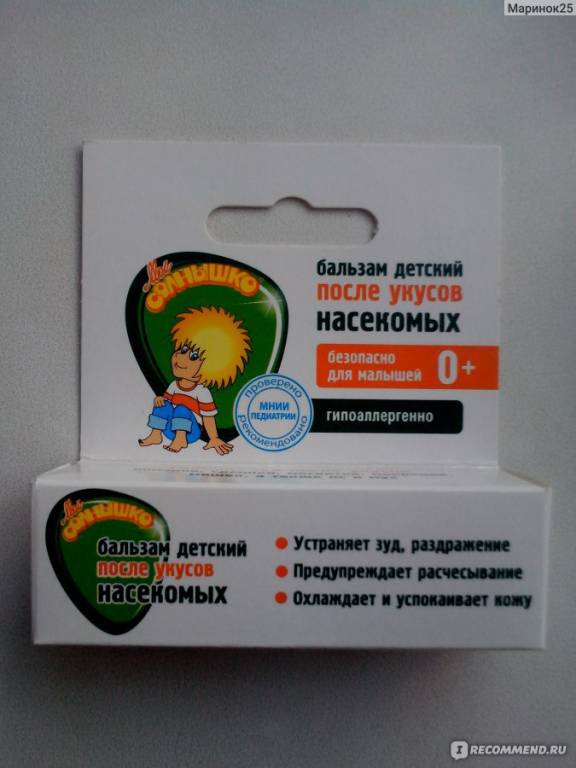 Маринок25
Моё
СОЛНЫШКО
бальзам детский
после укусов
насекомых
безопасно
для малышей 0+
гипоаллергенно
проверено
МНИИ
ПЕДИАТРИИ
рекомендовано
Моё
СОЛНЫШКО
бальзам детский
после укусов
насекомых
Устраняет зуд, раздражение
Предупреждает расчесывание
Охлаждает и успокаивает кожу
I RECOMMEND.RU